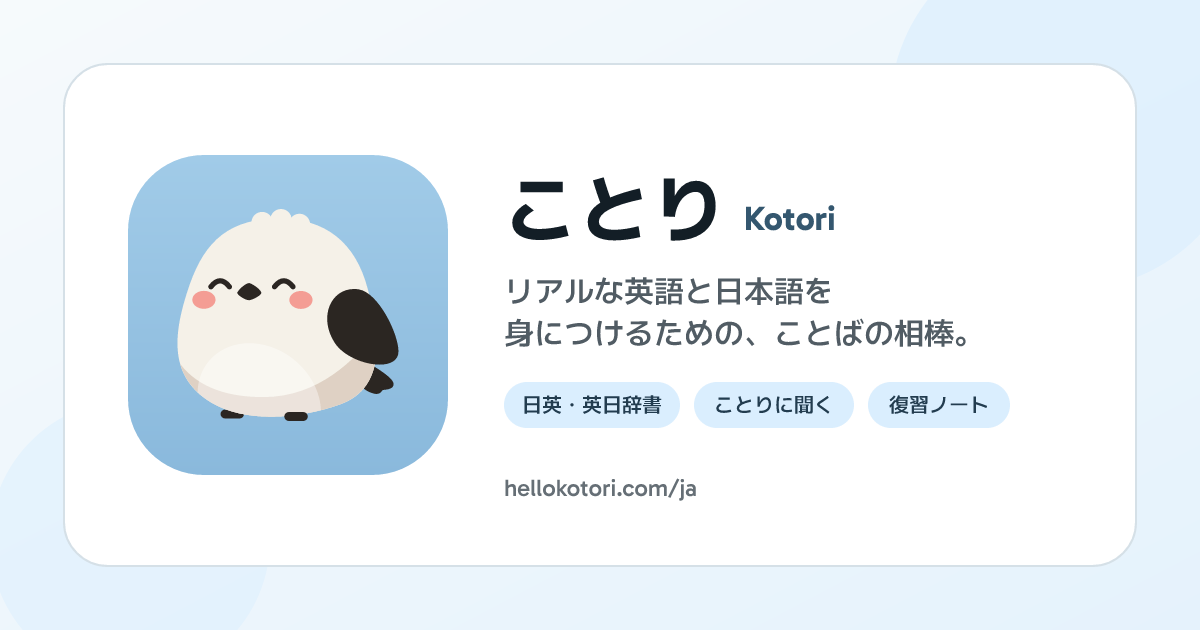 ことり Kotori
リアルな英語と日本語を
身につけるための、ことばの相棒。
日英・英日辞書 ことりに聞く 復習ノート
hellokotori.com/ja